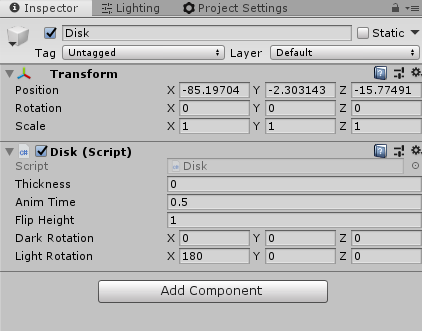 Inspector Lighting Project Settings
Disk Static
Tag Untagged Layer Default
Transform
Position X -85.19704 Y -2.303143 Z -15.77491
Rotation X 0 Y 0 Z 0
Scale X 1 Y 1 Z 1
Disk (Script)
Script Disk
Thickness 0
Anim Time 0.5
Flip Height 1
Dark Rotation X 0 Y 0 Z 0
Light Rotation X 180 Y 0 Z 0
Add Component